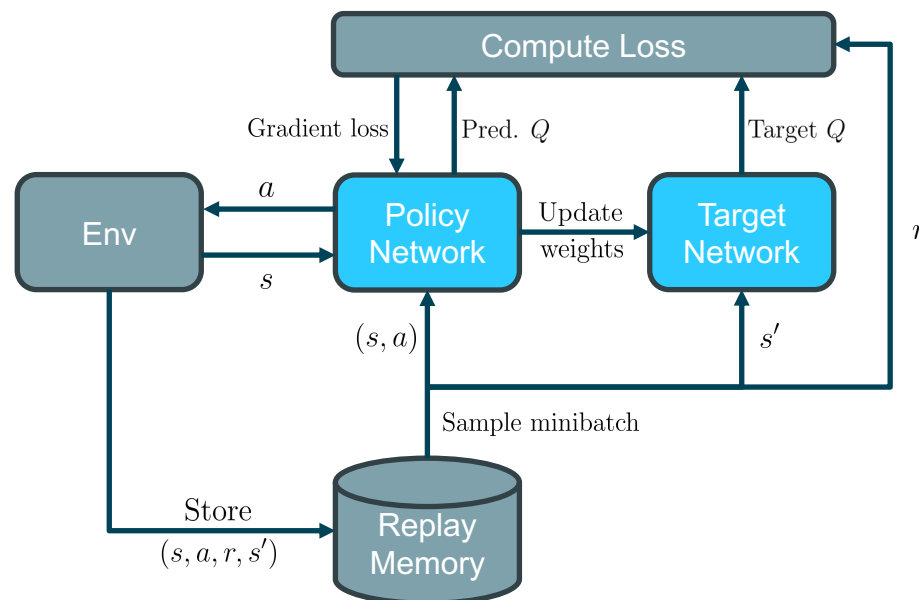 Compute Loss
Gradient loss
Pred. Q
Target Q
Env
a
s
Policy
Network
Update
weights
Target
Network
r
(s, a)
s′
Sample minibatch
Store
(s, a, r, s′)
Replay
Memory